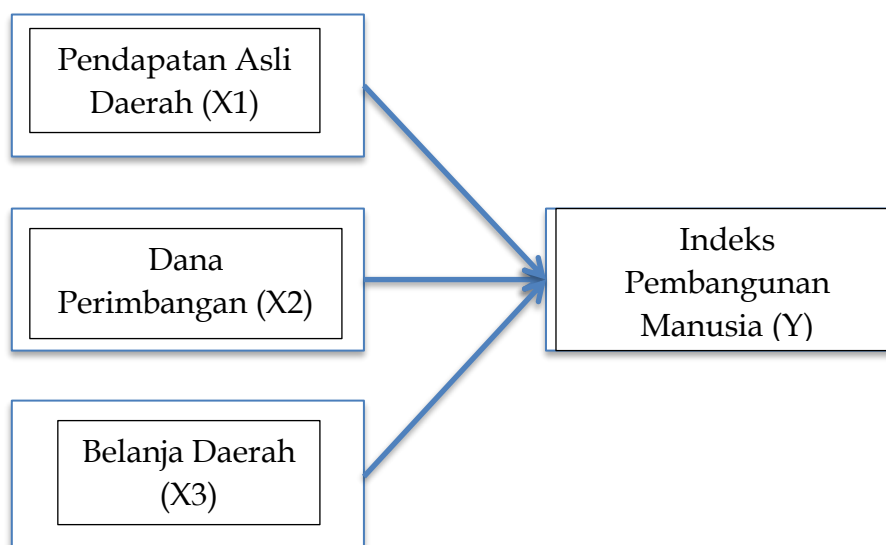 Pendapatan Asli
Daerah (X1)
Dana
Perimbangan (X2)
Belanja Daerah
(X3)
Indeks
Pembangunan
Manusia (Y)